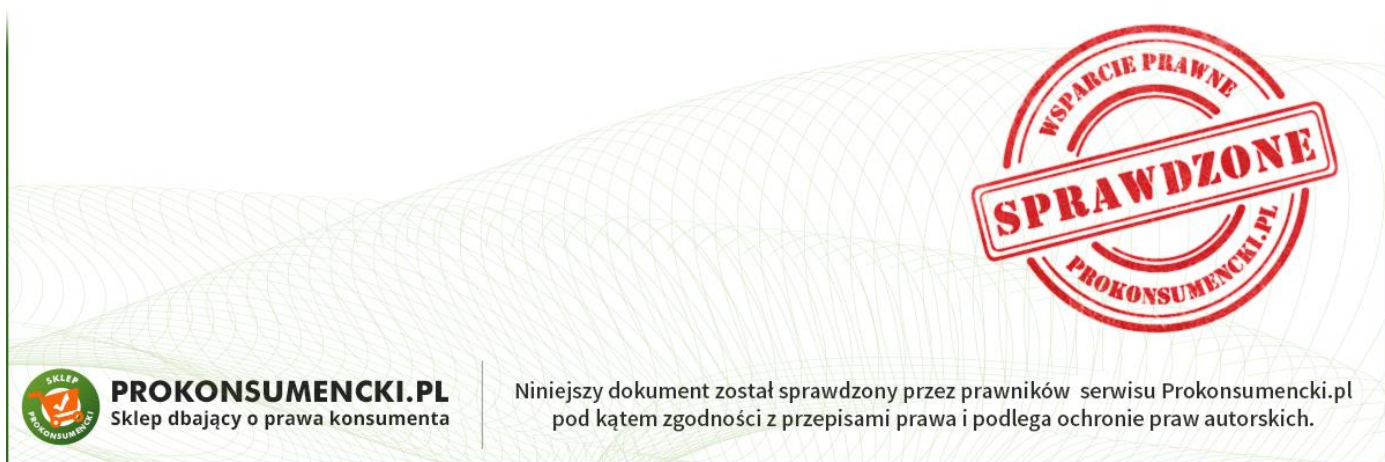 WSPARCIE PRAWNE
SPRAWDZONE
PROKONSUMENCKI.PL
SKLEP
PROKONSUMENCKI
PROKONSUMENCKI.PL
Sklep dbający o prawa konsumenta
Niniejszy dokument został sprawdzony przez prawników serwisu Prokonsumencki.pl
pod kątem zgodności z przepisami prawa i podlega ochronie praw autorskich.